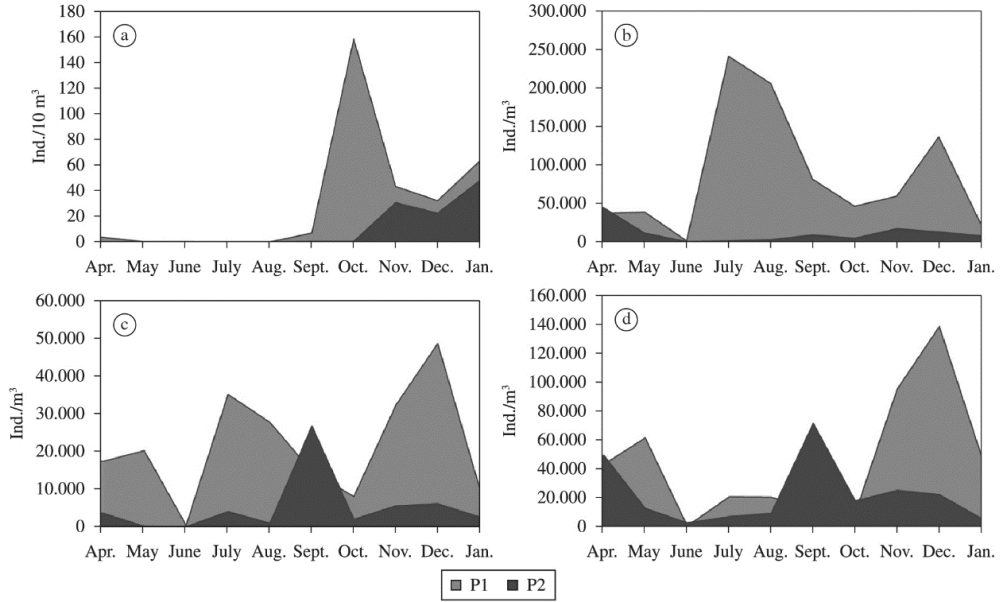 a
Ind./10 m³
180
160
140
120
100
80
60
40
20
0
Apr. May June July Aug. Sept. Oct. Nov. Dec. Jan.
b
Ind./m³
300.000
250.000
200.000
150.000
100.000
50.000
0
Apr. May June July Aug. Sept. Oct. Nov. Dec. Jan.
c
Ind./m³
60.000
50.000
40.000
30.000
20.000
10.000
0
Apr. May June July Aug. Sept. Oct. Nov. Dec. Jan.
d
Ind./m³
160.000
140.000
120.000
100.000
80.000
60.000
40.000
20.000
0
Apr. May June July Aug. Sept. Oct. Nov. Dec. Jan.
P1 P2